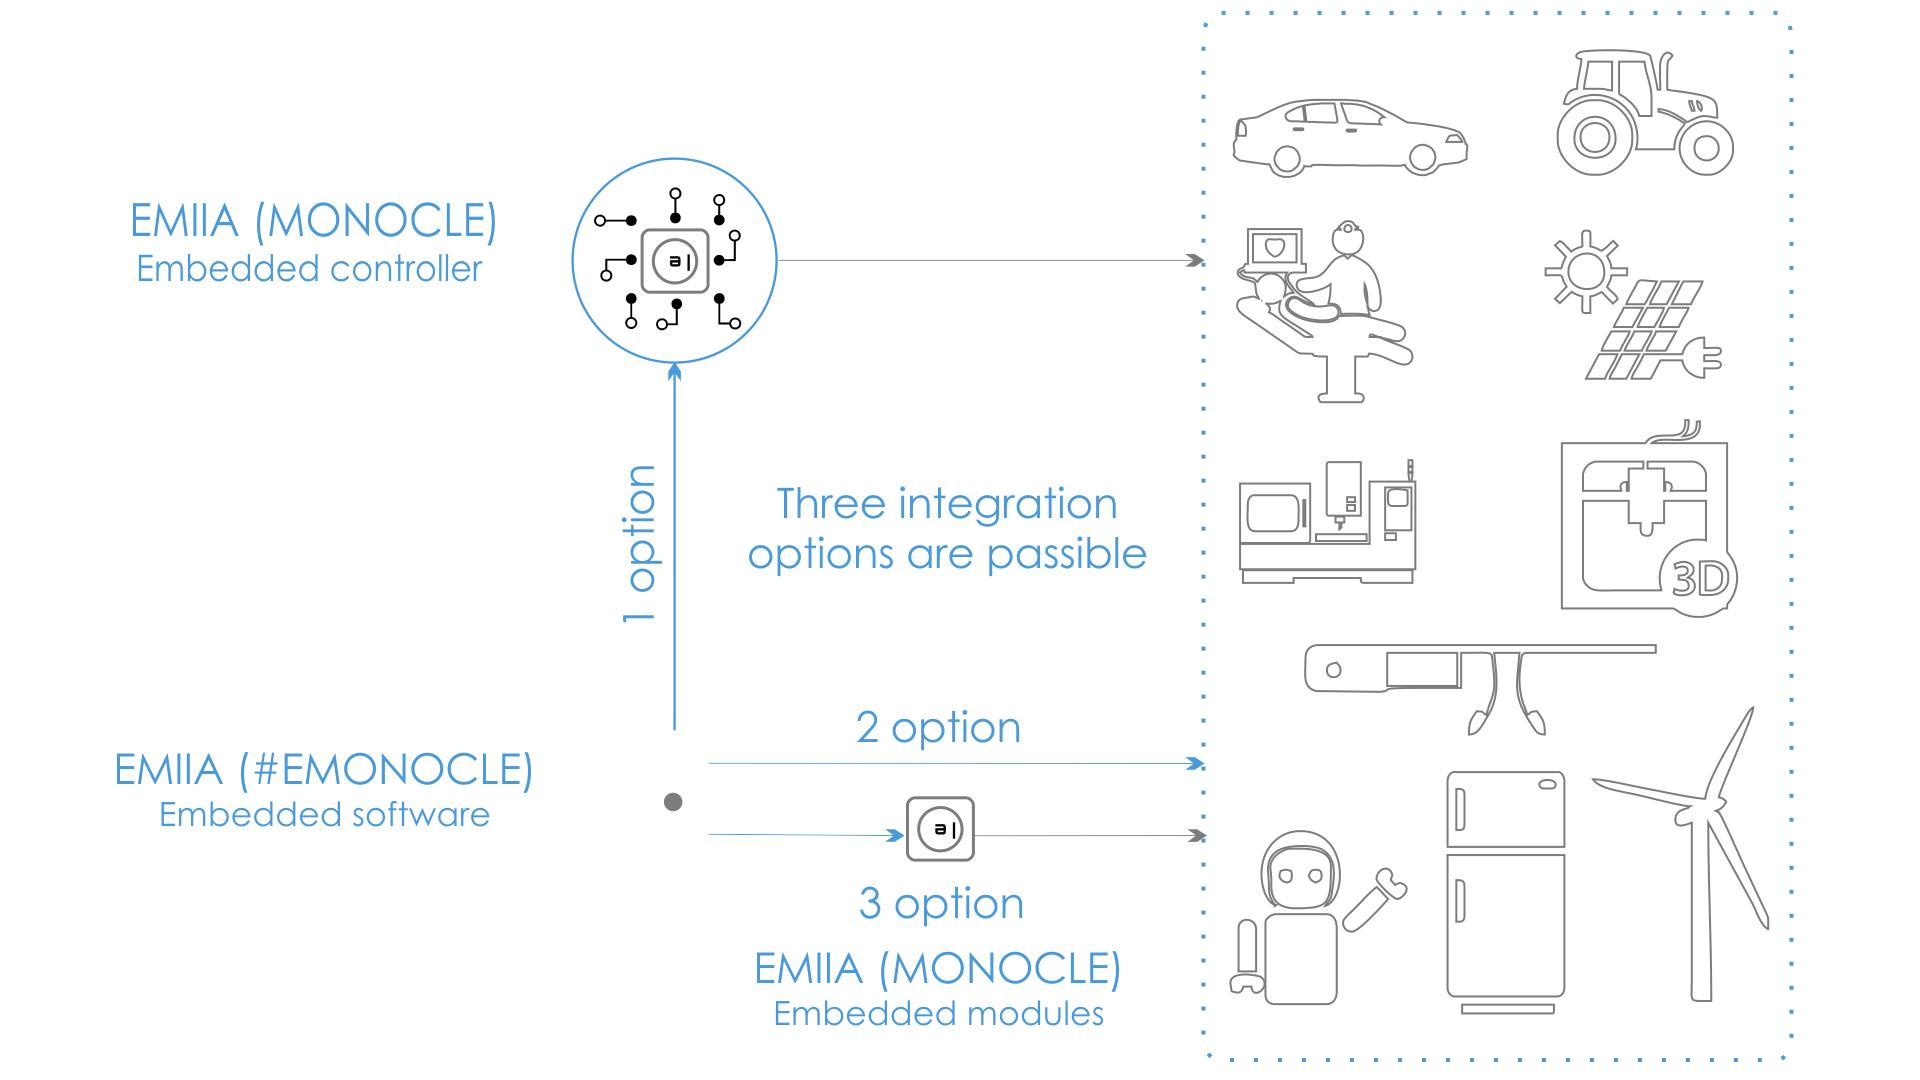 EMIIA (MONOCLE)
Embedded controller
a|
1 option
Three integration
options are passible
3D
2 option
EMIIA (#EMONOCLE)
Embedded software
a|
3 option
EMIIA (MONOCLE)
Embedded modules